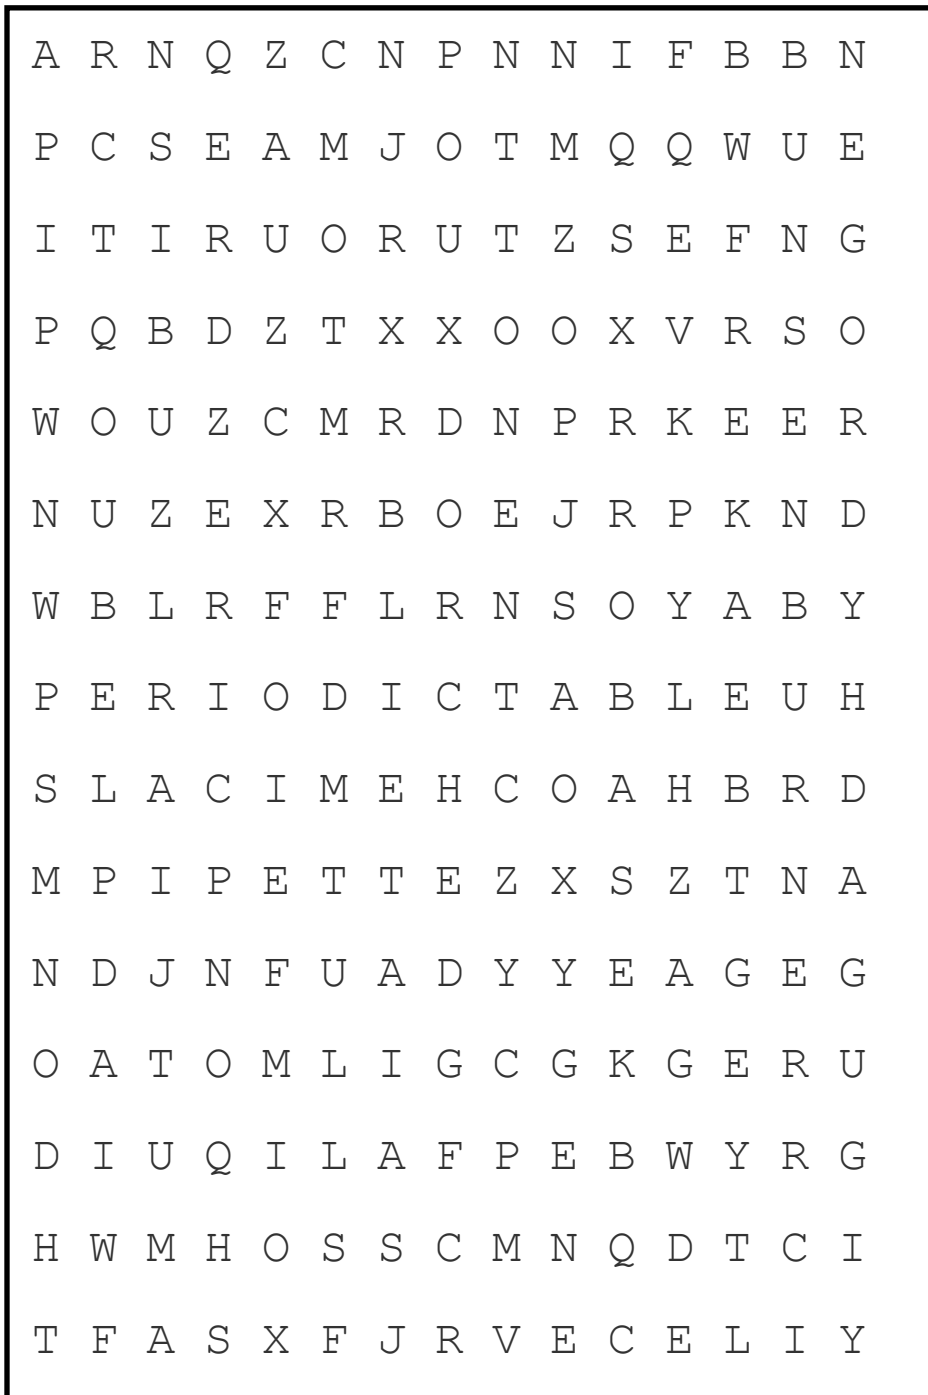 A R N Q Z C N P N N I F B B N
P C S E A M J O T M Q Q W U E
I T I R U O R U T Z S E F N G
P Q B D Z T X X O O X V R S O
W O U Z C M R D N P R K E E R
N U Z E X R B O E J R P K N D
W B L R F F L R N S O Y A B Y
P E R I O D I C T A B L E U H
S L A C I M E H C O A H B R D
M P I P E T T E Z X S Z T N A
N D J N F U A D Y Y E A G E G
O A T O M L I G C G K G E R U
D I U Q I L A F P E B W Y R G
H W M H O S S C M N Q D T C I
T F A S X F J R V E C E L I Y